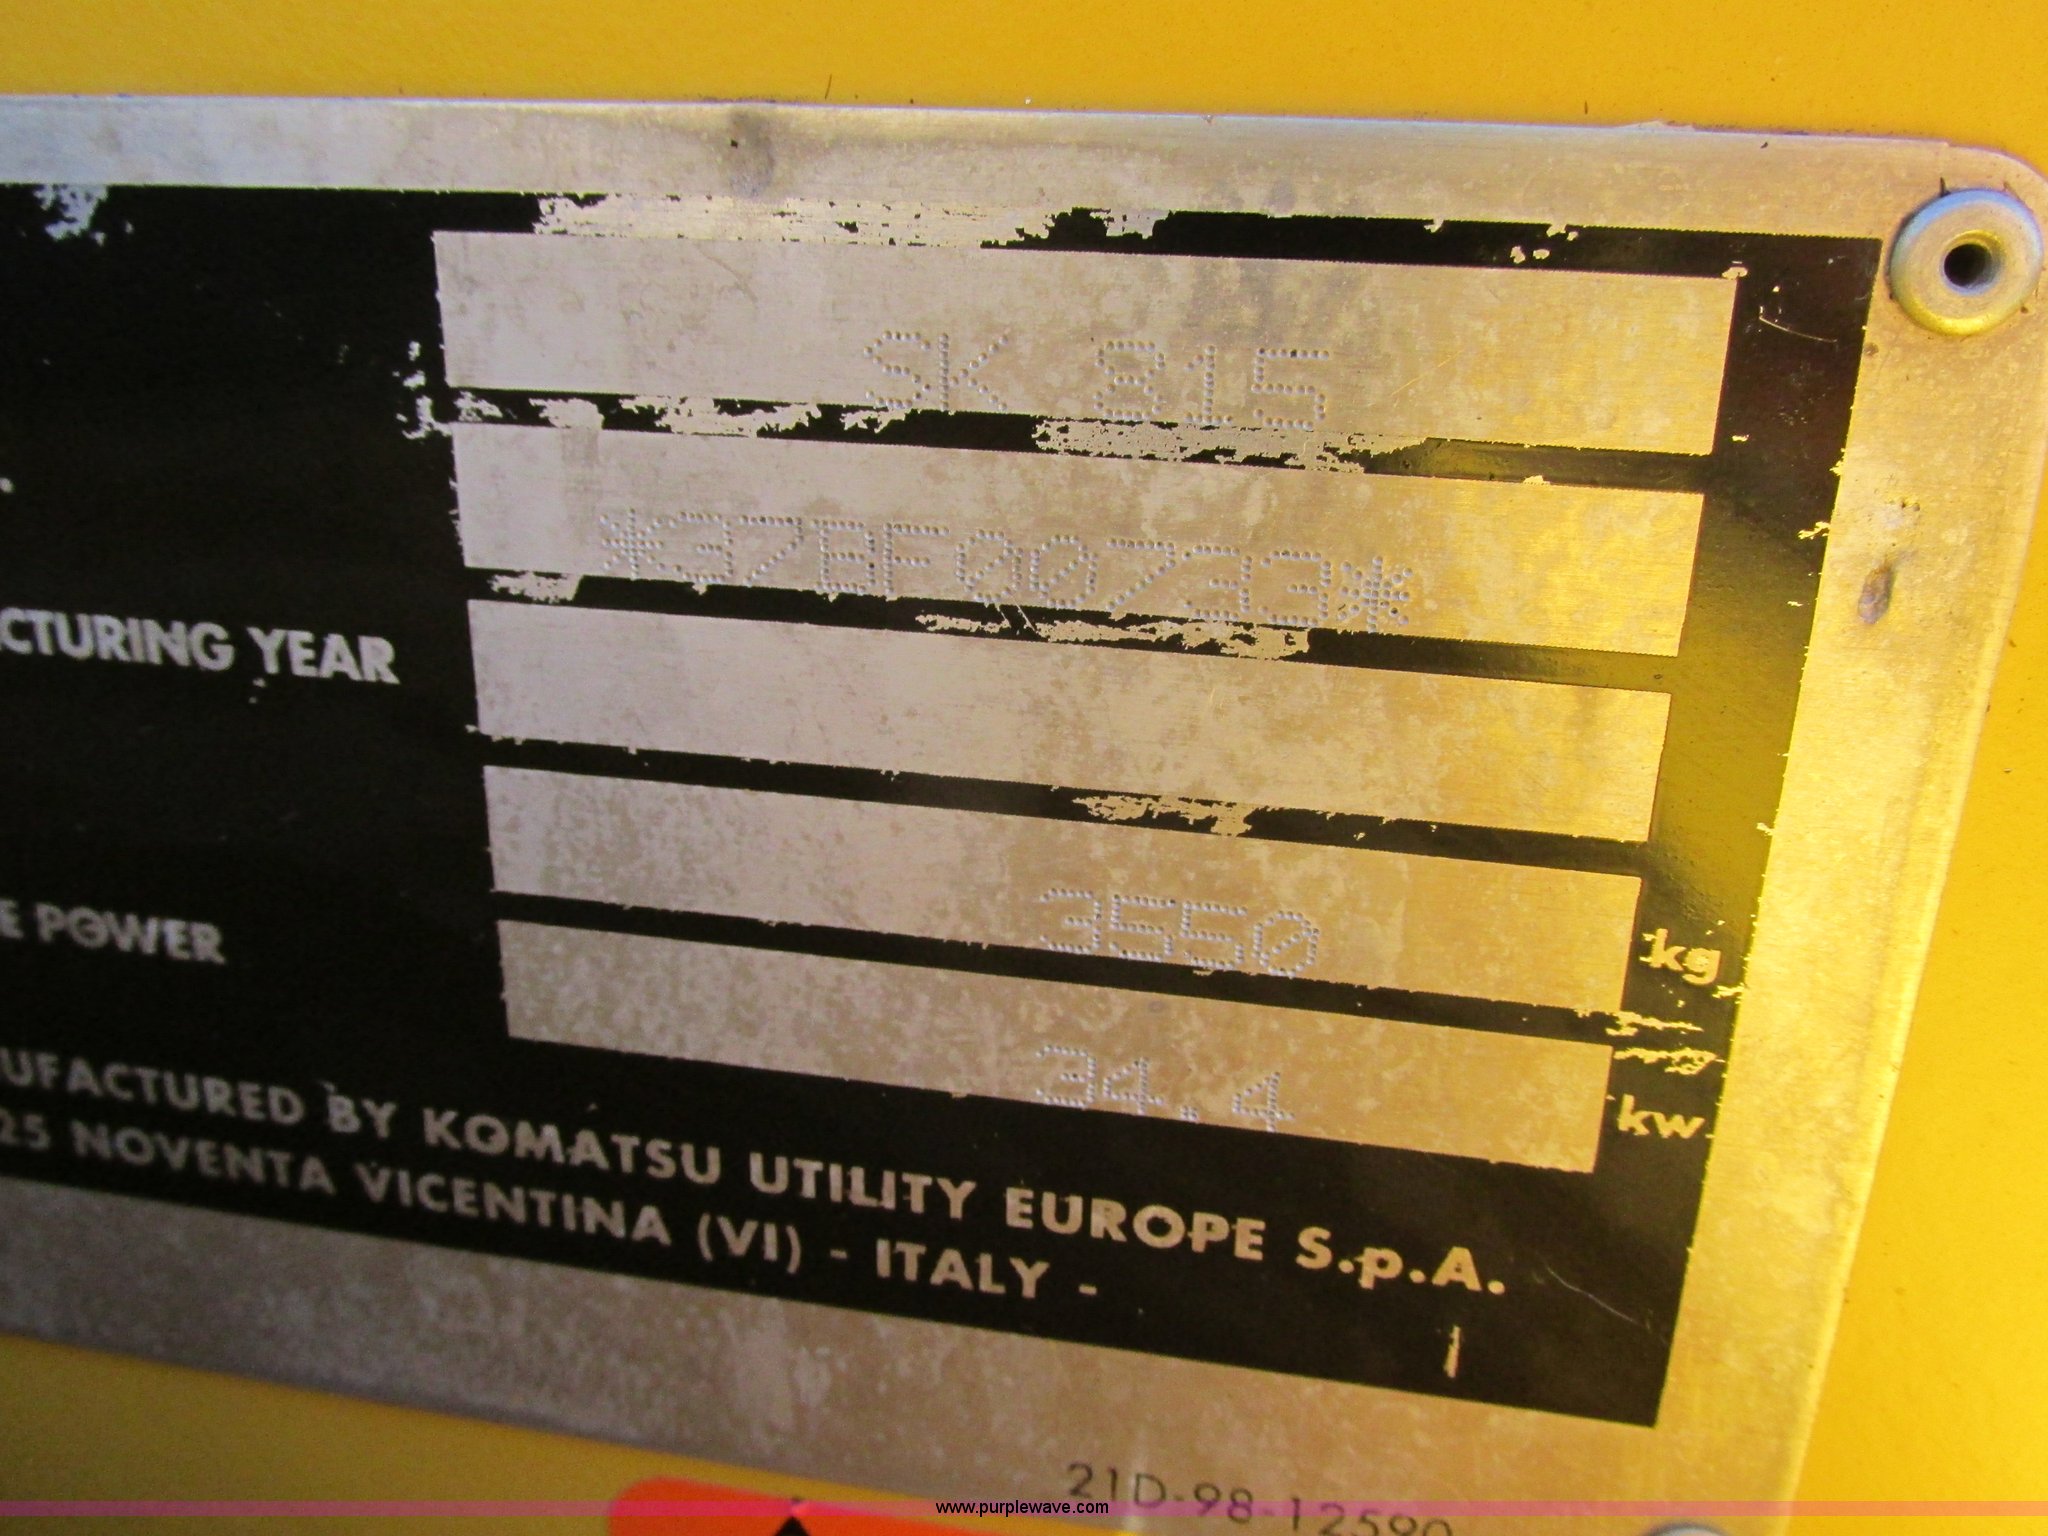 SK 815
*37BF00733*
CTURING YEAR
3550 kg
E POWER
34.4 kw
UFACTURED BY KOMATSU UTILITY EUROPE S.p.A.
25 NOVENTA VICENTINA (VI) - ITALY -
21D-98-12590
www.purplewave.com